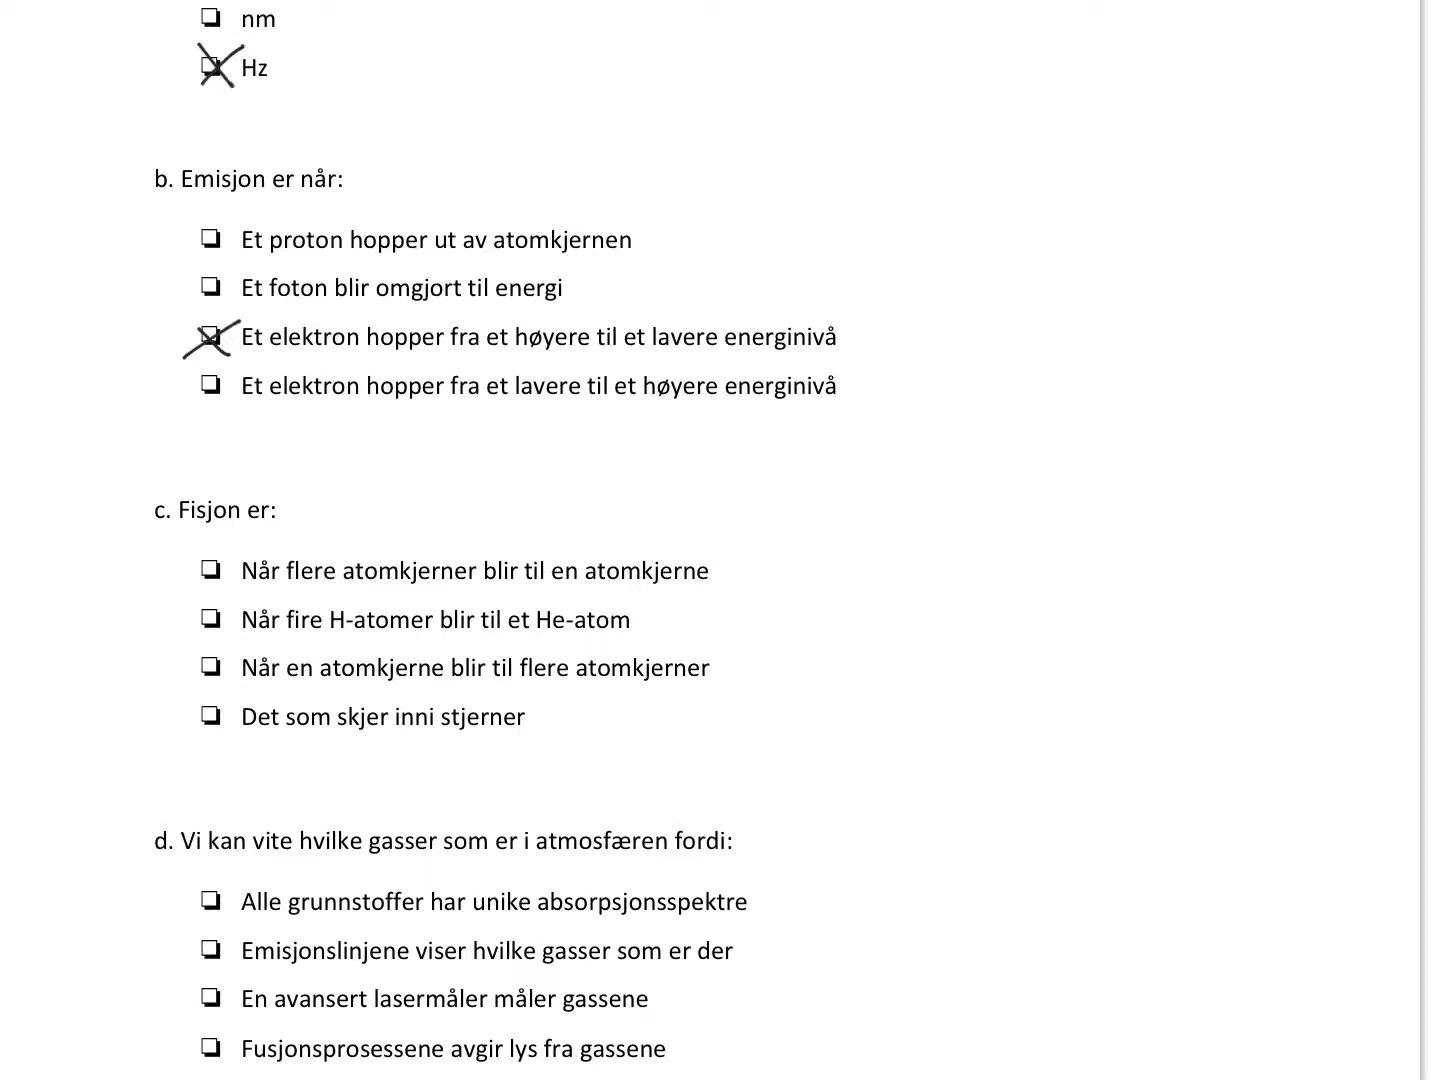 nm
Hz
b. Emisjon er når:
Et proton hopper ut av atomkjernen
Et foton blir omgjort til energi
Et elektron hopper fra et høyere til et lavere energinivå
Et elektron hopper fra et lavere til et høyere energinivå
c. Fisjon er:
Når flere atomkjerner blir til en atomkjerne
Når fire H-atomer blir til et He-atom
Når en atomkjerne blir til flere atomkjerner
Det som skjer inni stjerner
d. Vi kan vite hvilke gasser som er i atmosfæren fordi:
Alle grunnstoffer har unike absorpsjonsspektre
Emisjonslinjene viser hvilke gasser som er der
En avansert lasermåler måler gassene
Fusjonsprosessene avgir lys fra gassene